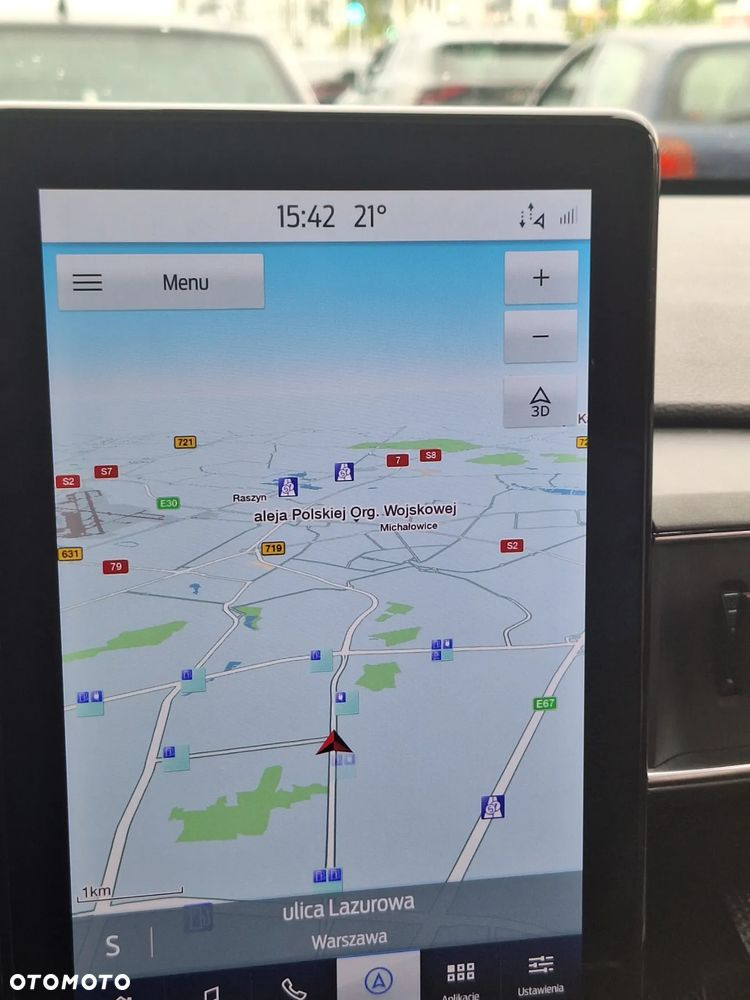 15:42 21°
Menu
+
−
3D
721
7
S8
S7
S2
E30
Raszyn
aleja Polskiej Org. Wojskowej
Michałowice
631
719
S2
79
E67
1km
ulica Lazurowa
S
Warszawa
Aplikacje
Ustawienia
OTOMOTO